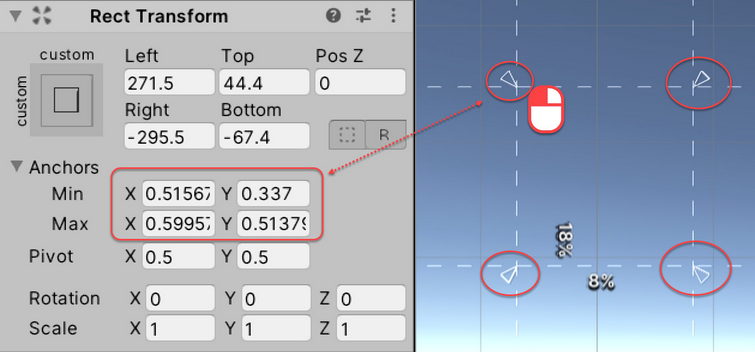 Rect Transform
custom
custom
Left Top Pos Z
271.5 44.4 0
Right Bottom
-295.5 -67.4 R
Anchors
Min X 0.51567 Y 0.337
Max X 0.5995 Y 0.51379
Pivot X 0.5 Y 0.5
Rotation X 0 Y 0 Z 0
Scale X 1 Y 1 Z 1
18%
8%